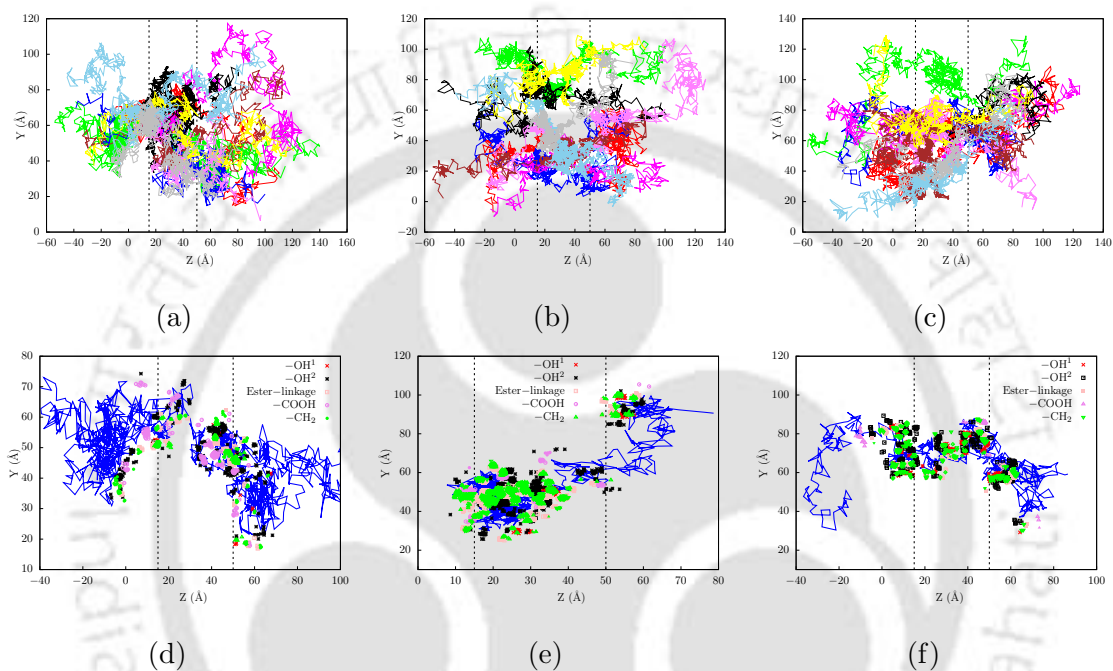 120
100
80
60
40
20
0
−60 −40 −20 0 20 40 60 80 100 120 140 160
Y (Å)
Z (Å)
(a)
120
100
80
60
40
20
0
−20
−60 −40 −20 0 20 40 60 80 100 120 140
Y (Å)
Z (Å)
(b)
140
120
100
80
60
40
20
0
−60 −40 −20 0 20 40 60 80 100 120 140
Y (Å)
Z (Å)
(c)
80
70
60
50
40
30
20
10
−40 −20 0 20 40 60 80 100
Y (Å)
Z (Å)
−OH¹
−OH²
Ester−linkage
−COOH
−CH₂
(d)
120
100
80
60
40
20
0 10 20 30 40 50 60 70 80
Y (Å)
Z (Å)
−OH¹
−OH²
Ester−linkage
−COOH
−CH₂
(e)
120
100
80
60
40
20
−40 −20 0 20 40 60 80 100
Y (Å)
Z (Å)
−OH¹
−OH²
Ester−linkage
−COOH
−CH₂
(f)